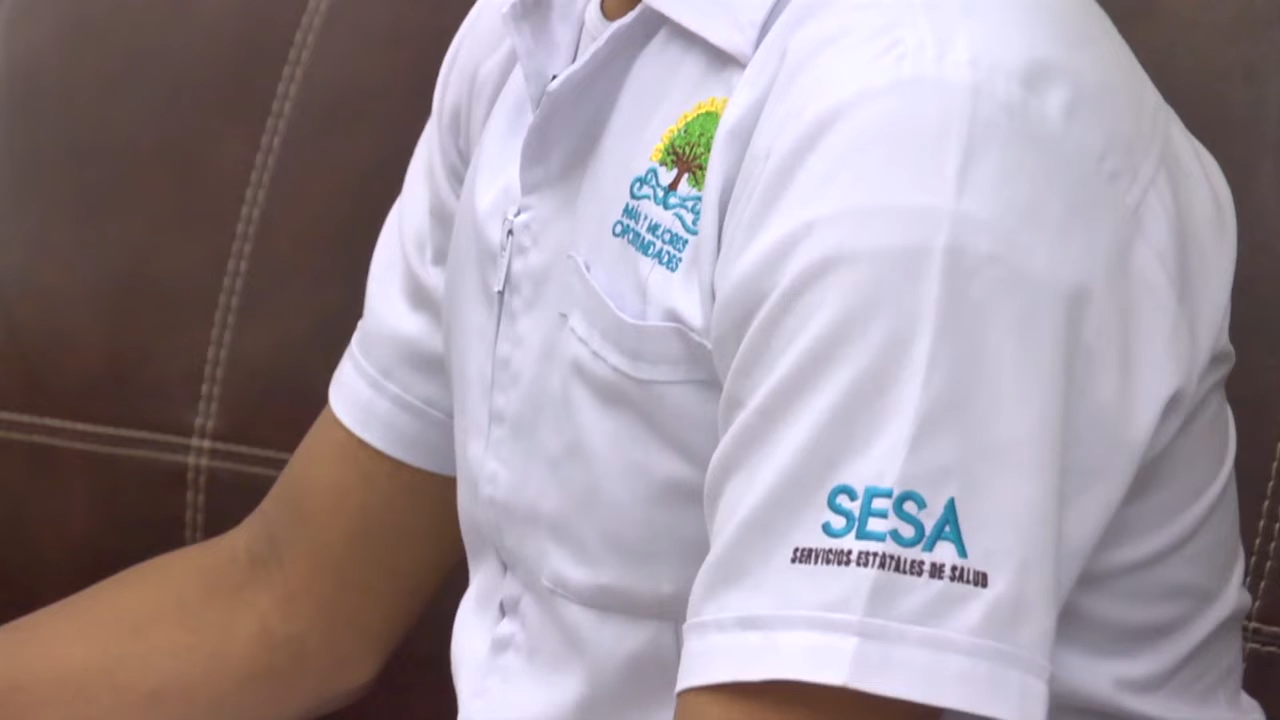 MÁS Y MEJORES
OPORTUNIDADES
SESA
SERVICIOS ESTATALES DE SALUD